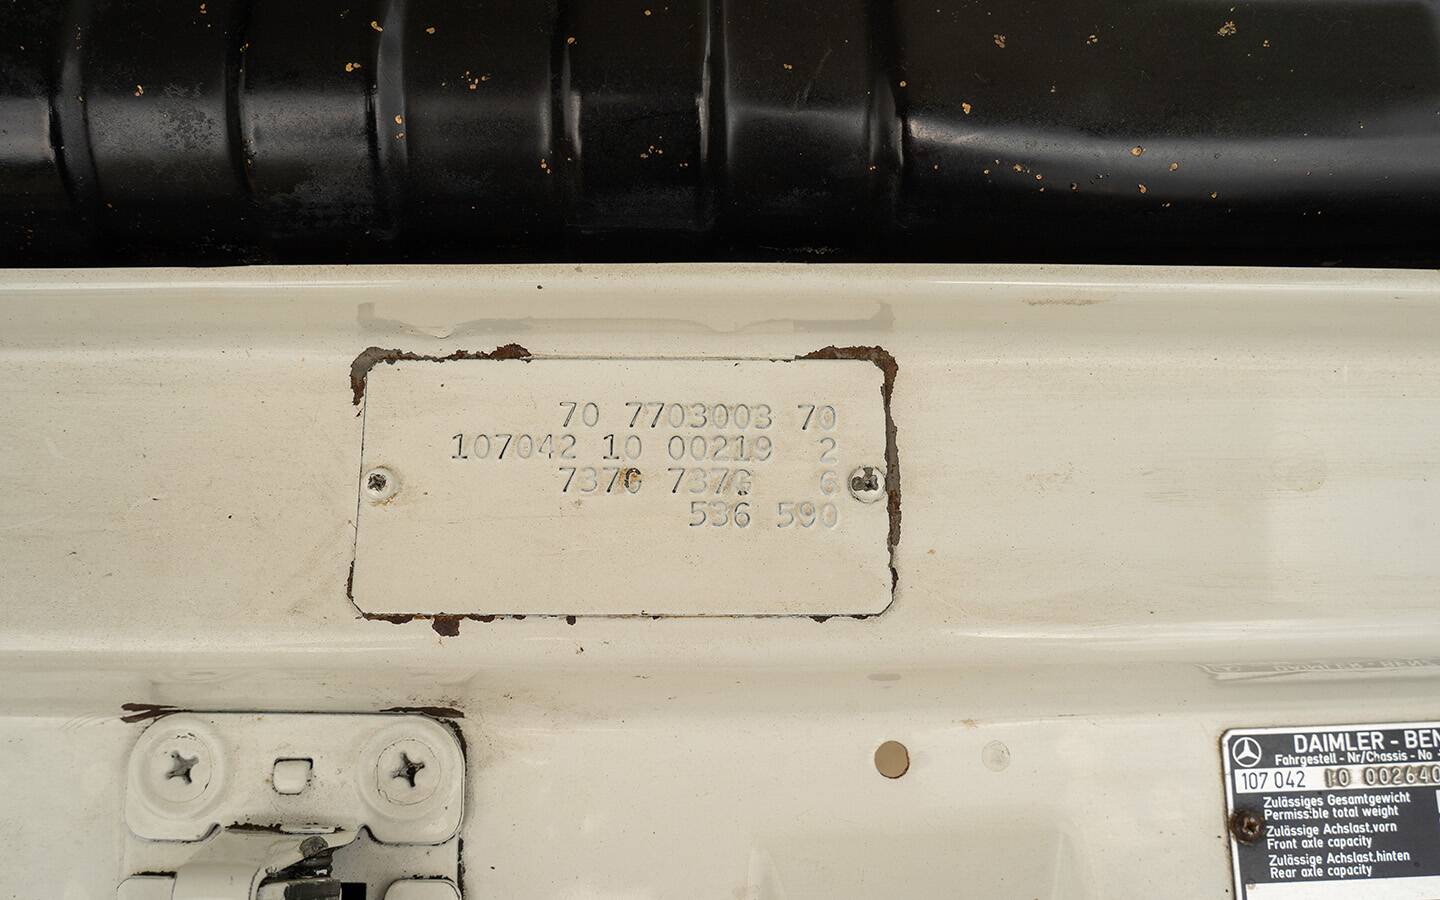 70 7703003 70
107042 10 00219 2
737G 737G 6
536 590
DAIMLER - BEN
Fahrgestell - Nr/Chassis - No
107 042 10 002640
Zulässiges Gesamtgewicht
Permissible total weight
Zulässige Achslast,vorn
Front axle capacity
Zulässige Achslast,hinten
Rear axle capacity